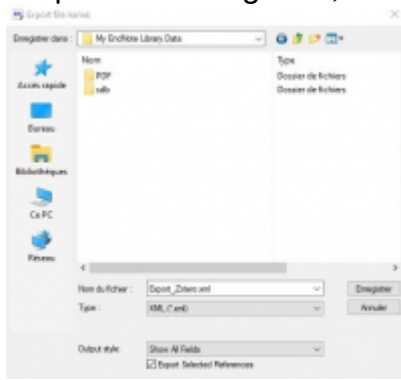 Export file names
Enregistrer dans : My EndNote Library.Data
Nom Type
PDF Dossier de fichiers
sdb Dossier de fichiers
Accès rapide
Bureau
Bibliothèques
Ce PC
Réseau
Nom du fichier : Export_Zotero.xml Enregistrer
Type : XML (*.xml) Annuler
Output style: Show All Fields
Export Selected References